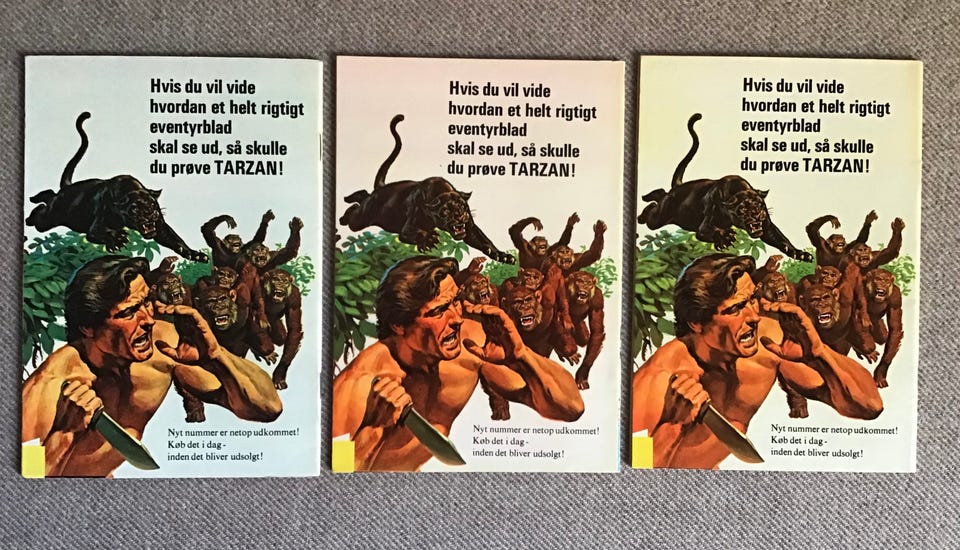 Hvis du vil vide
hvordan et helt rigtigt
eventyrblad
skal se ud, så skulle
du prøve TARZAN!
Nyt nummer er netop udkommet!
Køb det i dag -
inden det bliver udsolgt!
Hvis du vil vide
hvordan et helt rigtigt
eventyrblad
skal se ud, så skulle
du prøve TARZAN!
Nyt nummer er netop udkommet!
Køb det i dag -
inden det bliver udsolgt!
Hvis du vil vide
hvordan et helt rigtigt
eventyrblad
skal se ud, så skulle
du prøve TARZAN!
Nyt nummer er netop udkommet!
Køb det i dag -
inden det bliver udsolgt!